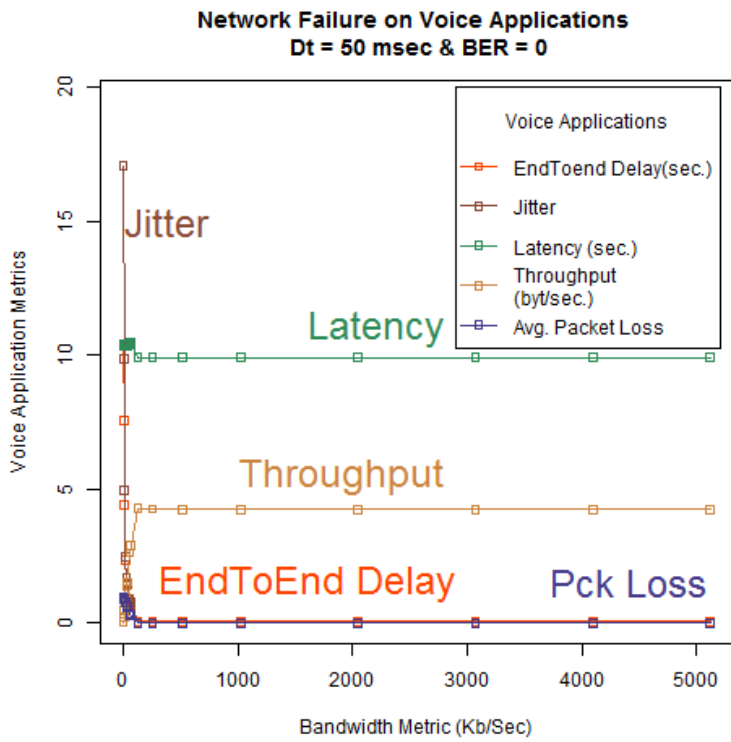 Network Failure on Voice Applications
Dt = 50 msec & BER = 0
Voice Application Metrics
20
15
10
5
0
Voice Applications
EndToend Delay(sec.)
Jitter
Latency (sec.)
Throughput
(byt/sec.)
Avg. Packet Loss
Jitter
Latency
Throughput
EndToEnd Delay
Pck Loss
0 1000 2000 3000 4000 5000
Bandwidth Metric (Kb/Sec)